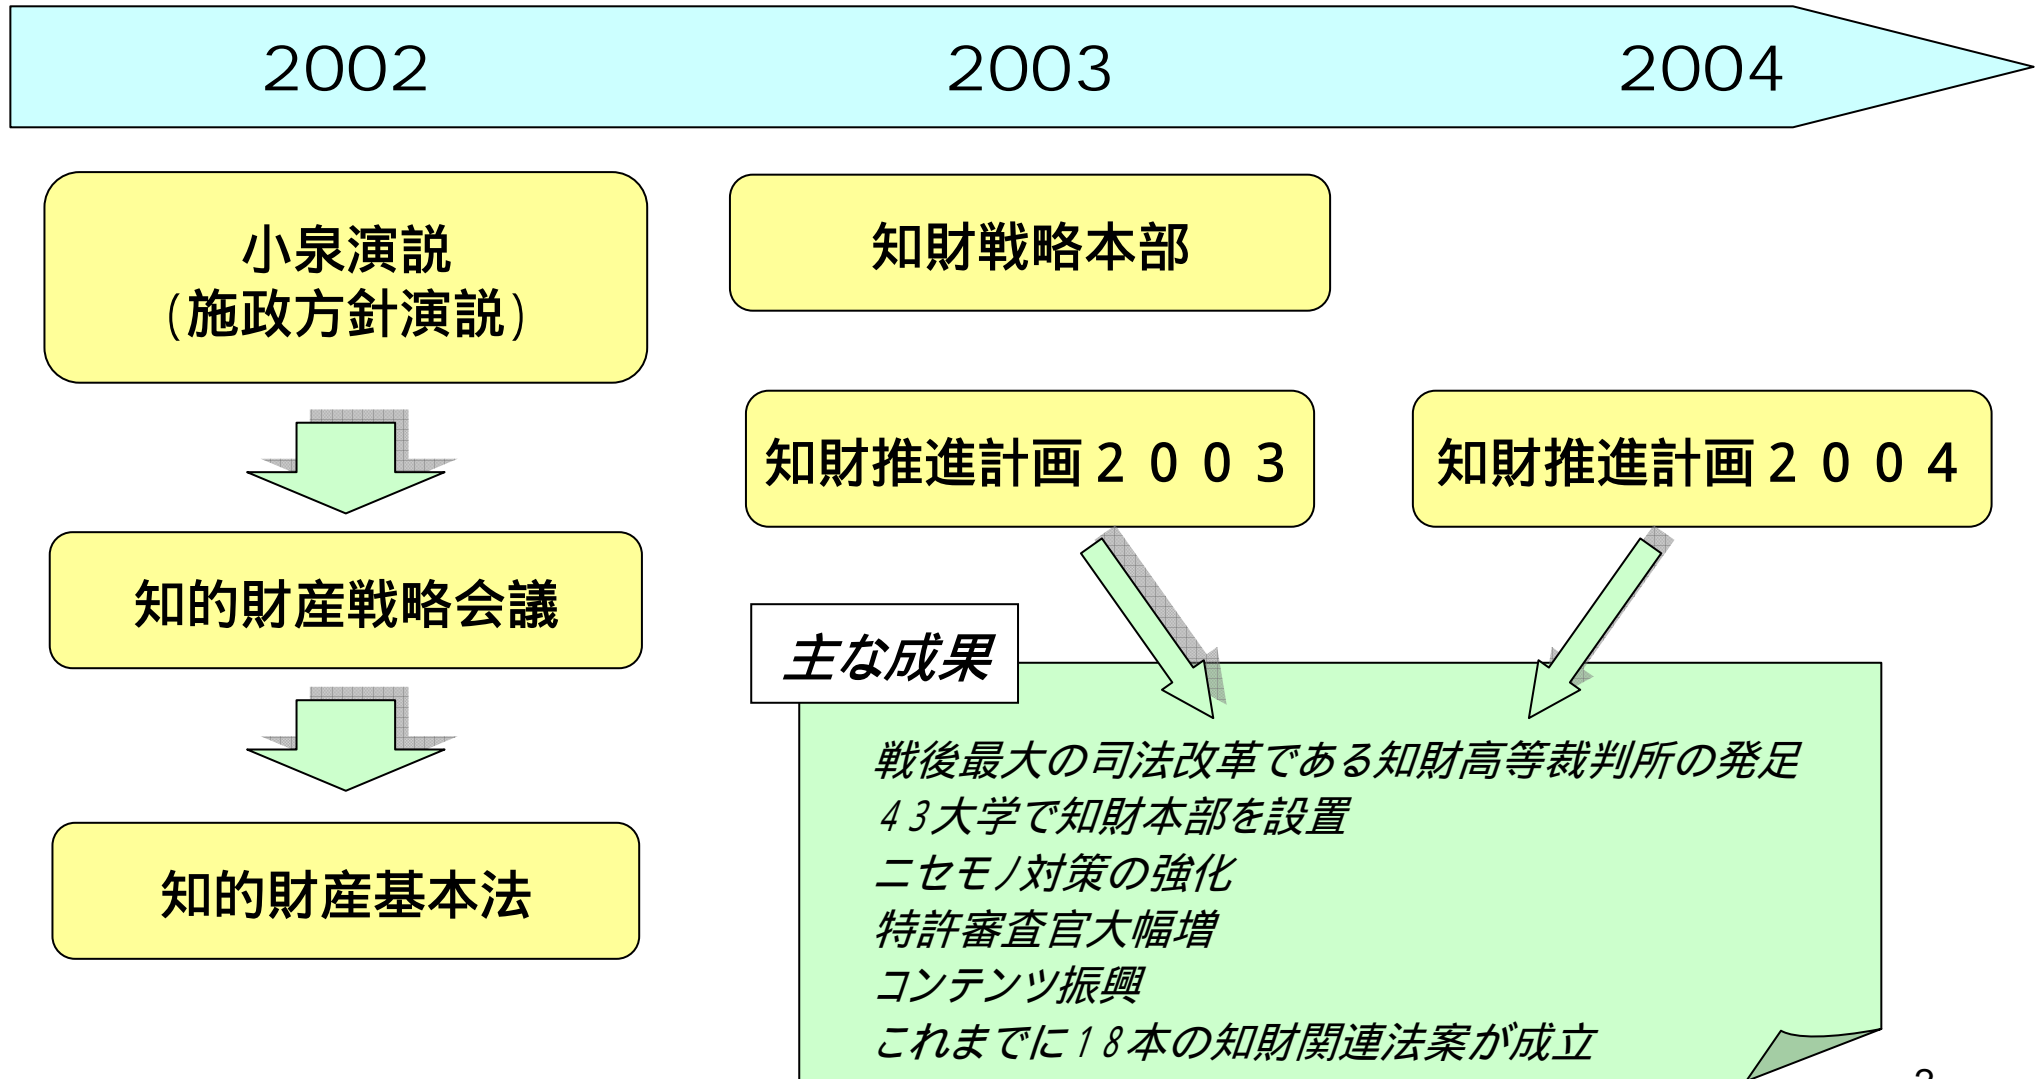 2002
2003
2004
小泉演説
(施政方針演説)
知的財産戦略会議
知的財産基本法
知財戦略本部
知財推進計画２００３
知財推進計画２００４
主な成果
戦後最大の司法改革である知財高等裁判所の発足
43大学で知財本部を設置
ニセモノ対策の強化
特許審査官大幅増
コンテンツ振興
これまでに18本の知財関連法案が成立